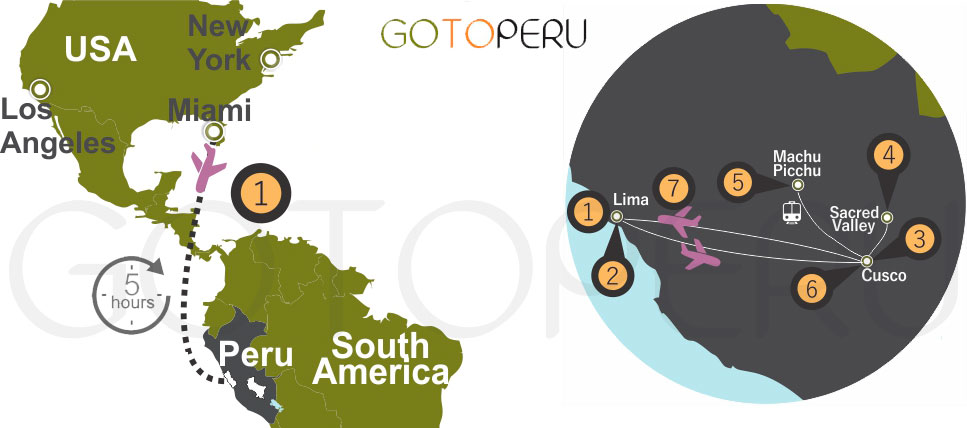 GOTOPERU
USA
New
York
Los
Angeles
Miami
1
5
hours
Peru
South
America
GOTOPERU
Machu
Picchu
4
5
7
Lima
1
Sacred
Valley
3
2
Cusco
6